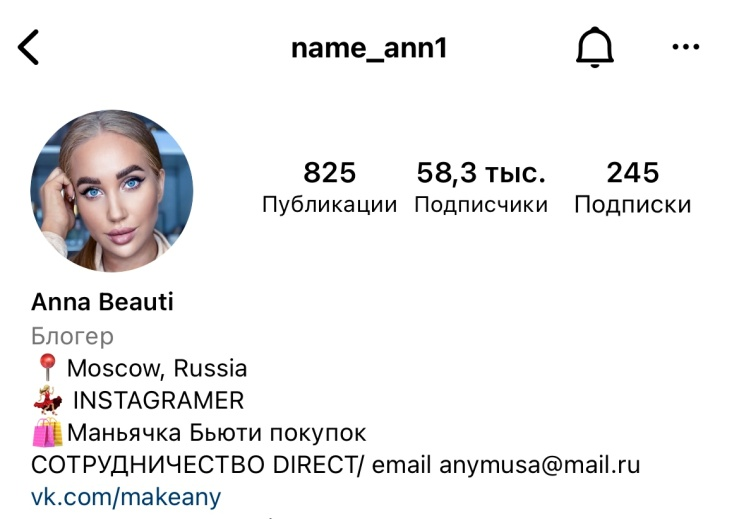 name_ann1
825 58,3 тыс. 245
Публикации Подписчики Подписки
Anna Beauti
Блогер
📍 Moscow, Russia
💃 INSTAGRAMER
🛍️Маньячка Бьюти покупок
СОТРУДНИЧЕСТВО DIRECT/ email anymusa@mail.ru
vk.com/makeany